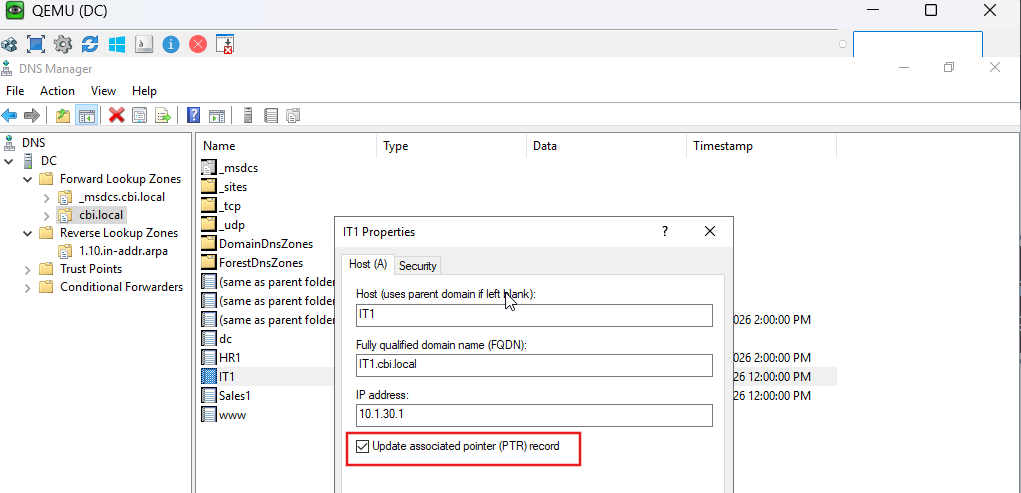 QEMU (DC)
DNS Manager
File Action View Help
DNS
DC
Forward Lookup Zones
_msdcs.cbi.local
cbi.local
Reverse Lookup Zones
1.10.in-addr.arpa
Trust Points
Conditional Forwarders
Name Type Data Timestamp
_msdcs
_sites
_tcp
_udp
DomainDnsZones
ForestDnsZones
(same as parent folder
(same as parent folder
(same as parent folder 026 2:00:00 PM
dc
HR1 026 2:00:00 PM
IT1 26 12:00:00 PM
Sales1 26 12:00:00 PM
www
IT1 Properties
Host (A) Security
Host (uses parent domain if left blank):
IT1
Fully qualified domain name (FQDN):
IT1.cbi.local
IP address:
10.1.30.1
Update associated pointer (PTR) record